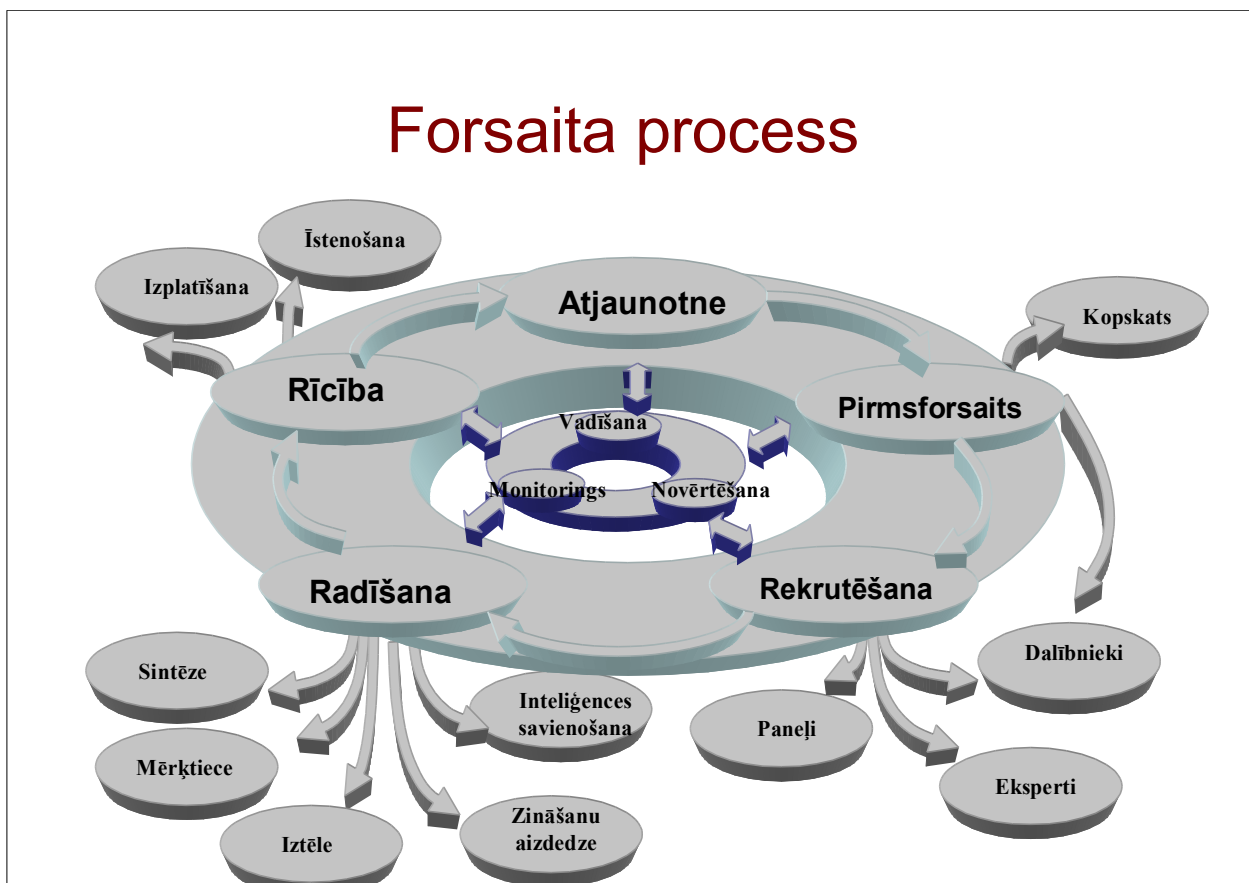 Forsaita process
Īstenošana
Izplatīšana
Atjaunotne
Kopskats
Rīcība
Pirmsforsaits
Vadīšana
Monitorings
Novērtēšana
Radīšana
Rekrutēšana
Sintēze
Inteliģences
savienošana
Dalībnieki
Paneļi
Mērķtiece
Eksperti
Iztēle
Zināšanu
aizdedze